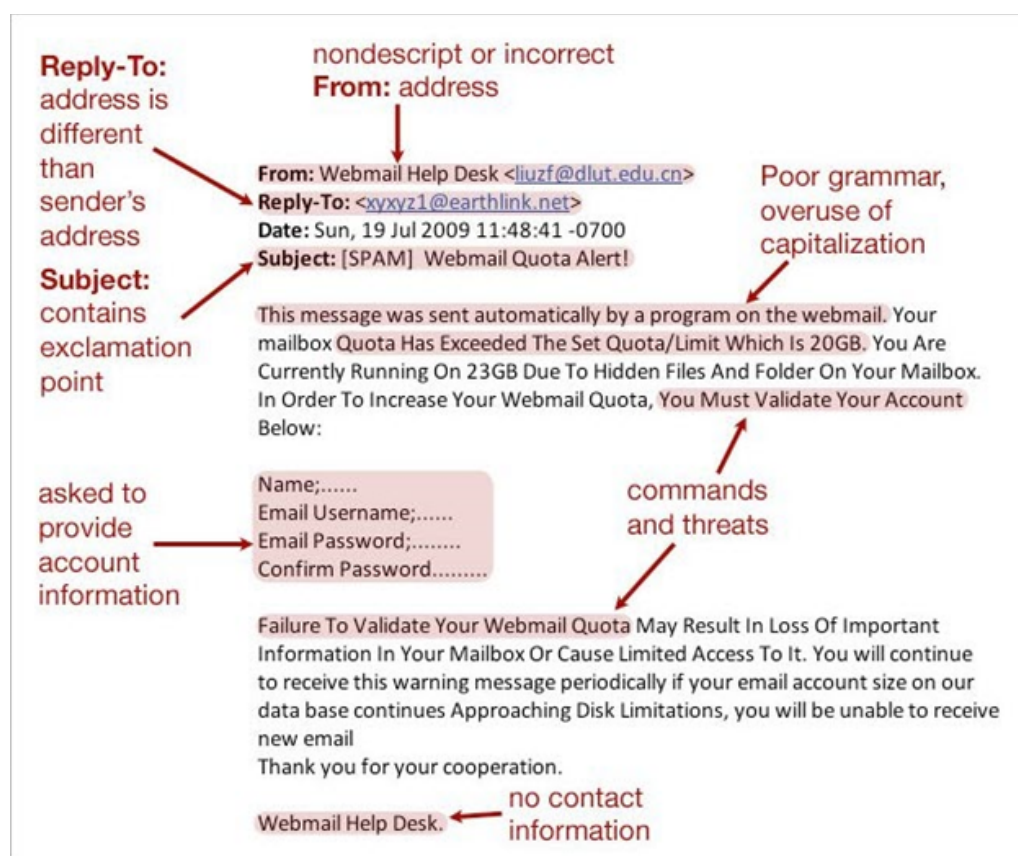 nondescript or incorrect
From: address
Reply-To:
address is
different
than
sender's
address
Subject:
contains
exclamation
point
From: Webmail Help Desk <liuzf@dlut.edu.cn>
Reply-To: <xyxyz1@earthlink.net>
Date: Sun, 19 Jul 2009 11:48:41 -0700
Subject: [SPAM] Webmail Quota Alert!
Poor grammar,
overuse of
capitalization
This message was sent automatically by a program on the webmail. Your
mailbox Quota Has Exceeded The Set Quota/Limit Which Is 20GB. You Are
Currently Running On 23GB Due To Hidden Files And Folder On Your Mailbox.
In Order To Increase Your Webmail Quota, You Must Validate Your Account
Below:
asked to
provide
account
information
Name;......
Email Username;......
Email Password;........
Confirm Password.........
commands
and threats
Failure To Validate Your Webmail Quota May Result In Loss Of Important
Information In Your Mailbox Or Cause Limited Access To It. You will continue
to receive this warning message periodically if your email account size on our
data base continues Approaching Disk Limitations, you will be unable to receive
new email
Thank you for your cooperation.
Webmail Help Desk.
no contact
information